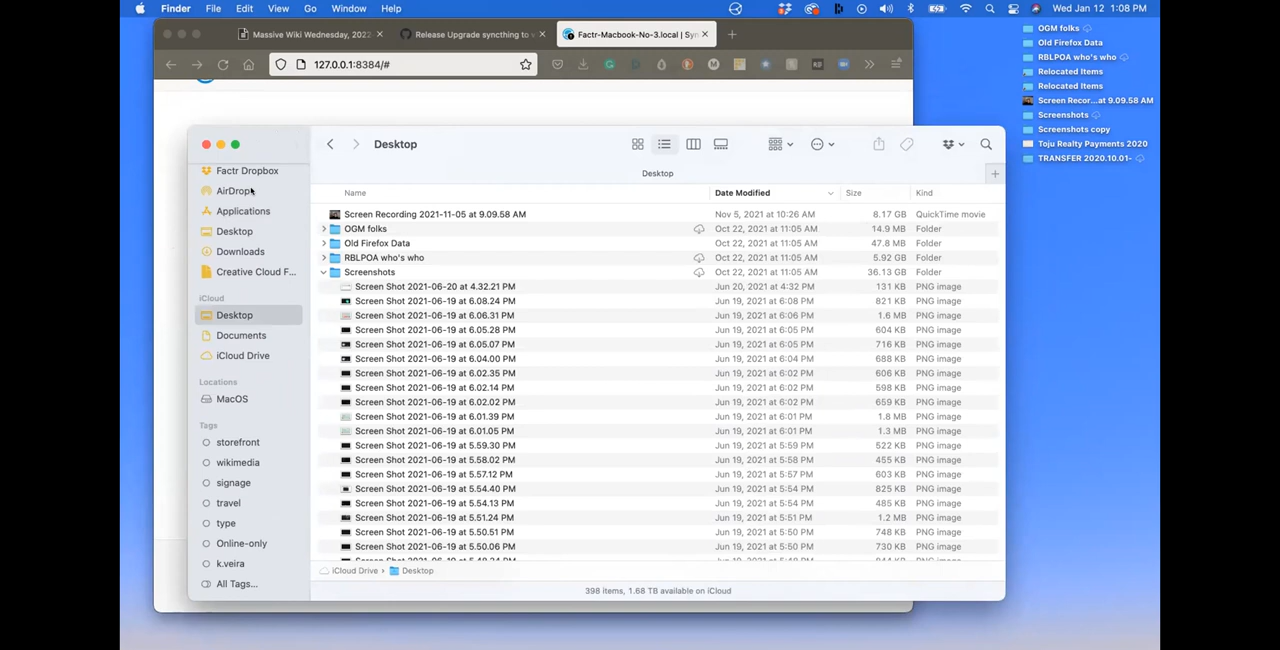 Finder File Edit View Go Window Help Wed Jan 12 1:08 PM
Massive Wiki Wednesday, 2022 Release Upgrade syncthing to Factr-Macbook-No-3.local | Syn
127.0.0.1:8384/#
OGM folks
Old Firefox Data
RBLPOA who's who
Relocated Items
Relocated Items
Screen Recor...at 9.09.58 AM
Screenshots
Screenshots copy
Toju Realty Payments 2020
TRANSFER 2020.10.01-
Desktop
Desktop
Factr Dropbox
AirDrop
Applications
Desktop
Downloads
Creative Cloud F...
iCloud
Desktop
Documents
iCloud Drive
Locations
MacOS
Tags
storefront
wikimedia
signage
travel
type
Online-only
k.veira
All Tags...
Name Date Modified Size Kind
Screen Recording 2021-11-05 at 9.09.58 AM Nov 5, 2021 at 10:26 AM 8.17 GB QuickTime movie
OGM folks Oct 22, 2021 at 11:05 AM 14.9 MB Folder
Old Firefox Data Oct 22, 2021 at 11:05 AM 47.8 MB Folder
RBLPOA who's who Oct 22, 2021 at 11:05 AM 5.92 GB Folder
Screenshots Oct 22, 2021 at 11:05 AM 36.13 GB Folder
Screen Shot 2021-06-20 at 4.32.21 PM Jun 20, 2021 at 4:32 PM 131 KB PNG image
Screen Shot 2021-06-19 at 6.08.24 PM Jun 19, 2021 at 6:08 PM 821 KB PNG image
Screen Shot 2021-06-19 at 6.06.31 PM Jun 19, 2021 at 6:06 PM 1.6 MB PNG image
Screen Shot 2021-06-19 at 6.05.28 PM Jun 19, 2021 at 6:05 PM 604 KB PNG image
Screen Shot 2021-06-19 at 6.05.07 PM Jun 19, 2021 at 6:05 PM 716 KB PNG image
Screen Shot 2021-06-19 at 6.04.00 PM Jun 19, 2021 at 6:04 PM 688 KB PNG image
Screen Shot 2021-06-19 at 6.02.35 PM Jun 19, 2021 at 6:02 PM 606 KB PNG image
Screen Shot 2021-06-19 at 6.02.14 PM Jun 19, 2021 at 6:02 PM 598 KB PNG image
Screen Shot 2021-06-19 at 6.02.02 PM Jun 19, 2021 at 6:02 PM 659 KB PNG image
Screen Shot 2021-06-19 at 6.01.39 PM Jun 19, 2021 at 6:01 PM 1.8 MB PNG image
Screen Shot 2021-06-19 at 6.01.05 PM Jun 19, 2021 at 6:01 PM 1.3 MB PNG image
Screen Shot 2021-06-19 at 5.59.30 PM Jun 19, 2021 at 5:59 PM 522 KB PNG image
Screen Shot 2021-06-19 at 5.58.02 PM Jun 19, 2021 at 5:58 PM 455 KB PNG image
Screen Shot 2021-06-19 at 5.57.12 PM Jun 19, 2021 at 5:57 PM 603 KB PNG image
Screen Shot 2021-06-19 at 5.54.40 PM Jun 19, 2021 at 5:54 PM 825 KB PNG image
Screen Shot 2021-06-19 at 5.54.13 PM Jun 19, 2021 at 5:54 PM 485 KB PNG image
Screen Shot 2021-06-19 at 5.51.24 PM Jun 19, 2021 at 5:51 PM 1.2 MB PNG image
Screen Shot 2021-06-19 at 5.50.51 PM Jun 19, 2021 at 5:50 PM 748 KB PNG image
Screen Shot 2021-06-19 at 5.50.06 PM Jun 19, 2021 at 5:50 PM 730 KB PNG image
iCloud Drive › Desktop
398 items, 1.68 TB available on iCloud